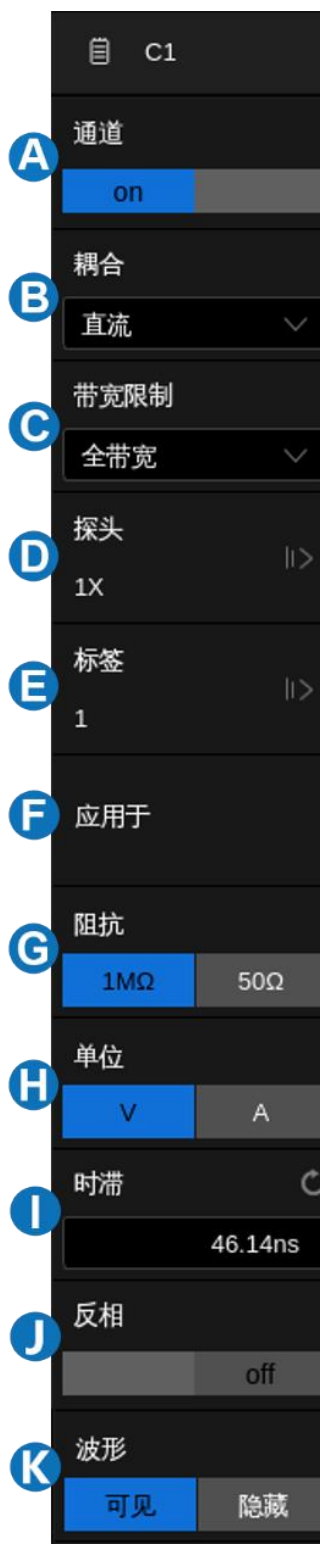 C1
A
通道
on
B
耦合
直流
C
带宽限制
全带宽
D
探头
1X
E
标签
1
F
应用于
G
阻抗
1MΩ 50Ω
H
单位
V A
I
时滞
46.14ns
J
反相
off
K
波形
可见 隐藏